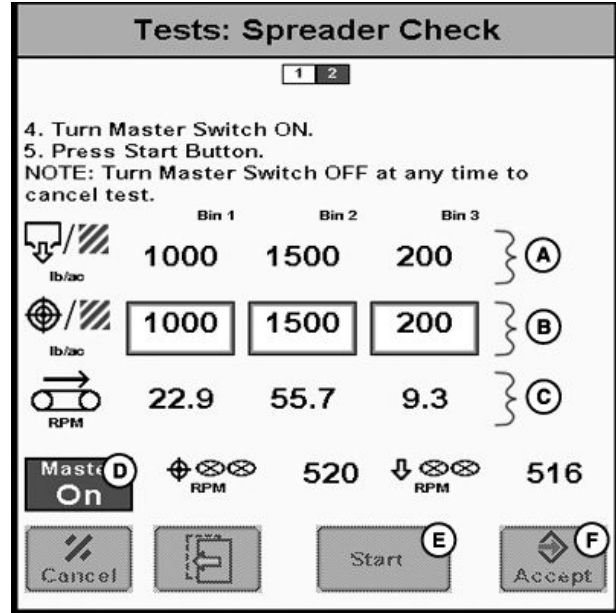 Tests: Spreader Check
1 2
4. Turn Master Switch ON.
5. Press Start Button.
NOTE: Turn Master Switch OFF at any time to
cancel test.
Bin 1 Bin 2 Bin 3
lb/ac 1000 1500 200 A
lb/ac 1000 1500 200 B
RPM 22.9 55.7 9.3 C
Maste D
On RPM 520 RPM 516
Cancel Start E Accept F